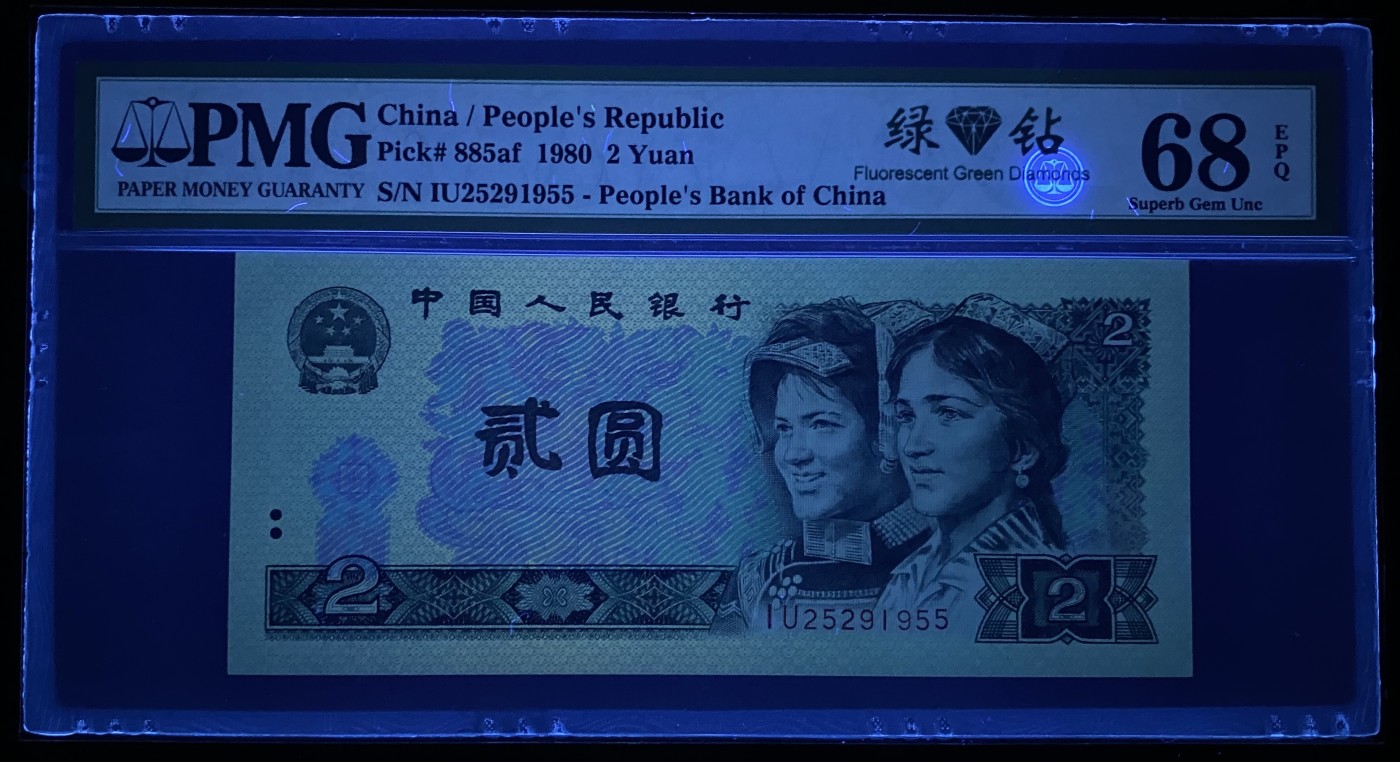 PMG
PAPER MONEY GUARANTY
China / People's Republic
Pick# 885af 1980 2 Yuan
S/N IU25291955 - People's Bank of China
绿 钻
Fluorescent Green Diamonds
68
EPQ
Superb Gem Unc
中国人民银行
2
贰圆
2
IU25291955
2